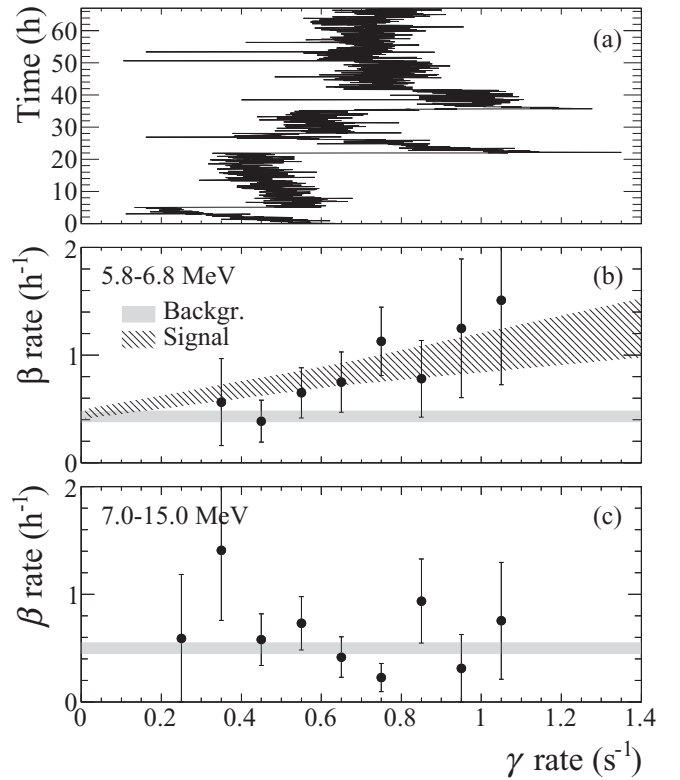 60
50
40
30
20
10
0
Time (h)
(a)
2
1
0
β rate (h⁻¹)
5.8-6.8 MeV
(b)
Backgr.
Signal
2
1
0
β rate (h⁻¹)
7.0-15.0 MeV
(c)
0 0.2 0.4 0.6 0.8 1 1.2 1.4
γ rate (s⁻¹)